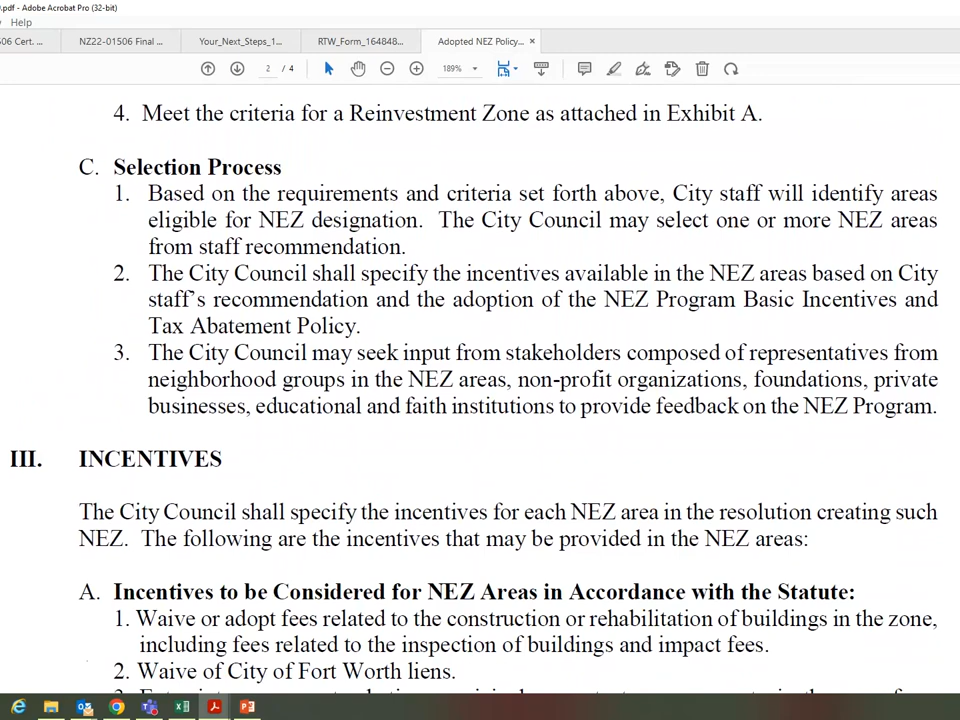 .pdf - Adobe Acrobat Pro (32-bit)
Help
506 Cert. ... NZ22-01506 Final ... Your_Next_Steps_1... RTW_Form_164848... Adopted NEZ Policy... ×
2 / 4 189%
4. Meet the criteria for a Reinvestment Zone as attached in Exhibit A.
C. Selection Process
1. Based on the requirements and criteria set forth above, City staff will identify areas
eligible for NEZ designation. The City Council may select one or more NEZ areas
from staff recommendation.
2. The City Council shall specify the incentives available in the NEZ areas based on City
staff's recommendation and the adoption of the NEZ Program Basic Incentives and
Tax Abatement Policy.
3. The City Council may seek input from stakeholders composed of representatives from
neighborhood groups in the NEZ areas, non-profit organizations, foundations, private
businesses, educational and faith institutions to provide feedback on the NEZ Program.
III. INCENTIVES
The City Council shall specify the incentives for each NEZ area in the resolution creating such
NEZ. The following are the incentives that may be provided in the NEZ areas:
A. Incentives to be Considered for NEZ Areas in Accordance with the Statute:
1. Waive or adopt fees related to the construction or rehabilitation of buildings in the zone,
including fees related to the inspection of buildings and impact fees.
2. Waive of City of Fort Worth liens.